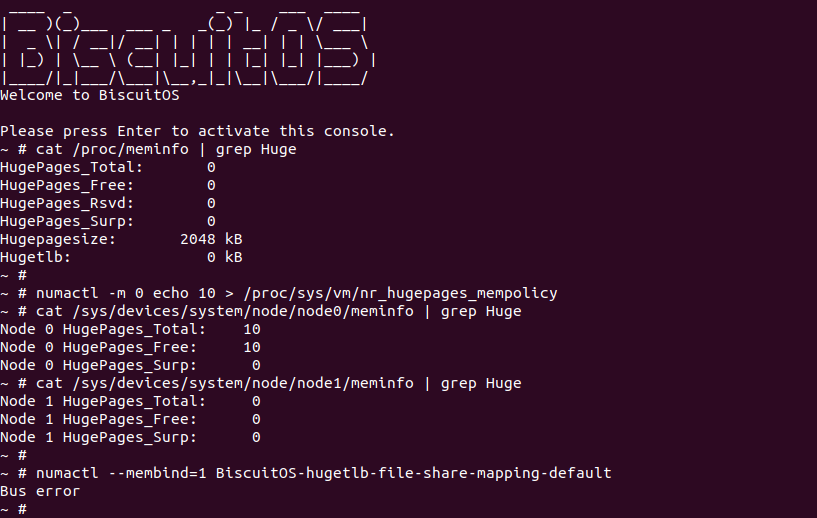 ____  _                _ _    ___  ____
| __ )(_)___  ___ _   _(_) |_ / _ \/ ___|
|  _ \| / __|/ __| | | | | __| | | \___ \
| |_) | \__ \ (__| |_| | | |_| |_| |___) |
|____/|_|___/\___|\__,_|_|\__|\___/|____/
Welcome to BiscuitOS

Please press Enter to activate this console.
~ # cat /proc/meminfo | grep Huge
HugePages_Total:       0
HugePages_Free:        0
HugePages_Rsvd:        0
HugePages_Surp:        0
Hugepagesize:       2048 kB
Hugetlb:               0 kB
~ #
~ # numactl -m 0 echo 10 > /proc/sys/vm/nr_hugepages_mempolicy
~ # cat /sys/devices/system/node/node0/meminfo | grep Huge
Node 0 HugePages_Total:    10
Node 0 HugePages_Free:     10
Node 0 HugePages_Surp:      0
~ # cat /sys/devices/system/node/node1/meminfo | grep Huge
Node 1 HugePages_Total:     0
Node 1 HugePages_Free:      0
Node 1 HugePages_Surp:      0
~ #
~ # numactl --membind=1 BiscuitOS-hugetlb-file-share-mapping-default
Bus error
~ #